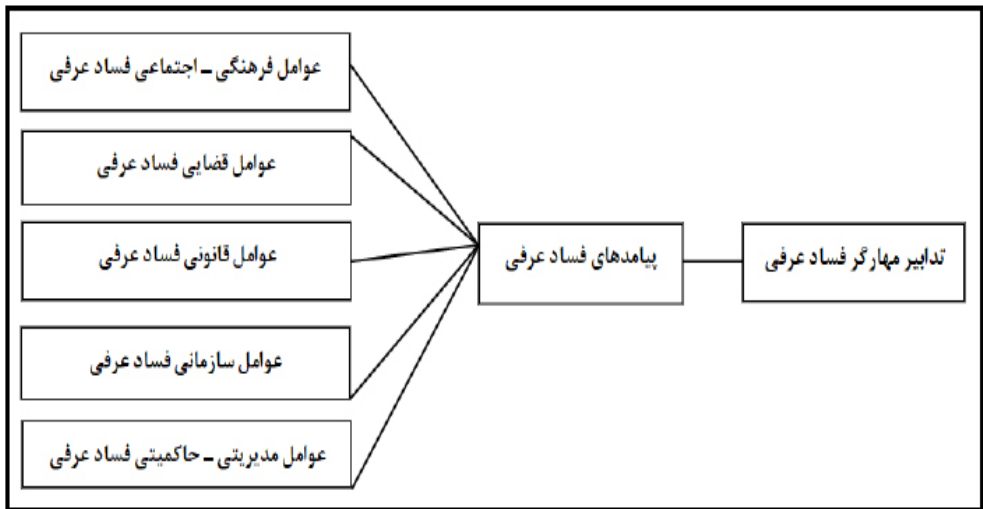 عوامل فرهنگی ـ اجتماعی فساد عرفی
عوامل قضایی فساد عرفی
عوامل قانونی فساد عرفی
عوامل سازمانی فساد عرفی
عوامل مدیریتی ـ حاکمیتی فساد عرفی
پیامدهای فساد عرفی
تدابیر مهارگر فساد عرفی